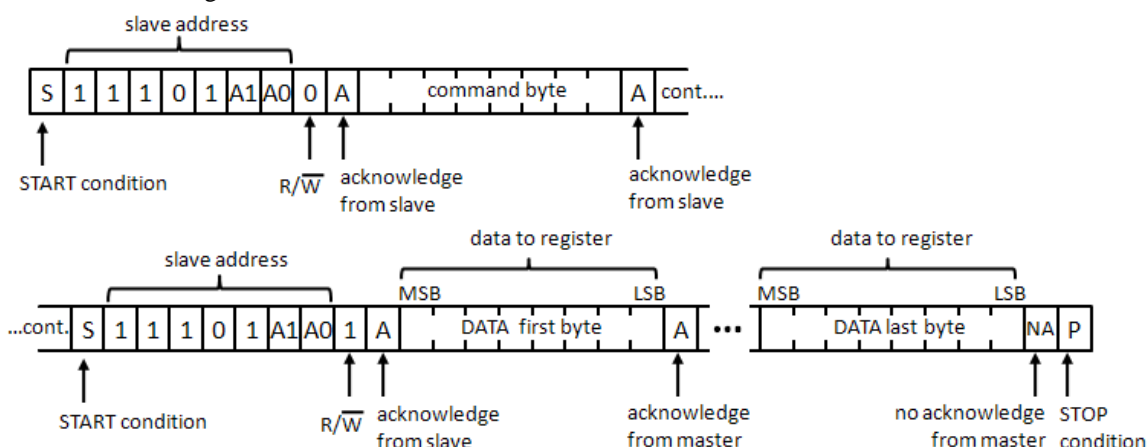 slave address
S 1 1 1 0 1 A1 A0 0 A command byte A cont....
START condition
R/W̅
acknowledge
from slave
acknowledge
from slave
data to register
data to register
slave address
MSB LSB MSB LSB
...cont. S 1 1 1 0 1 A1 A0 1 A DATA first byte A ••• DATA last byte NA P
START condition
R/W̅
acknowledge
from slave
acknowledge
from master
no acknowledge
from master
STOP
condition